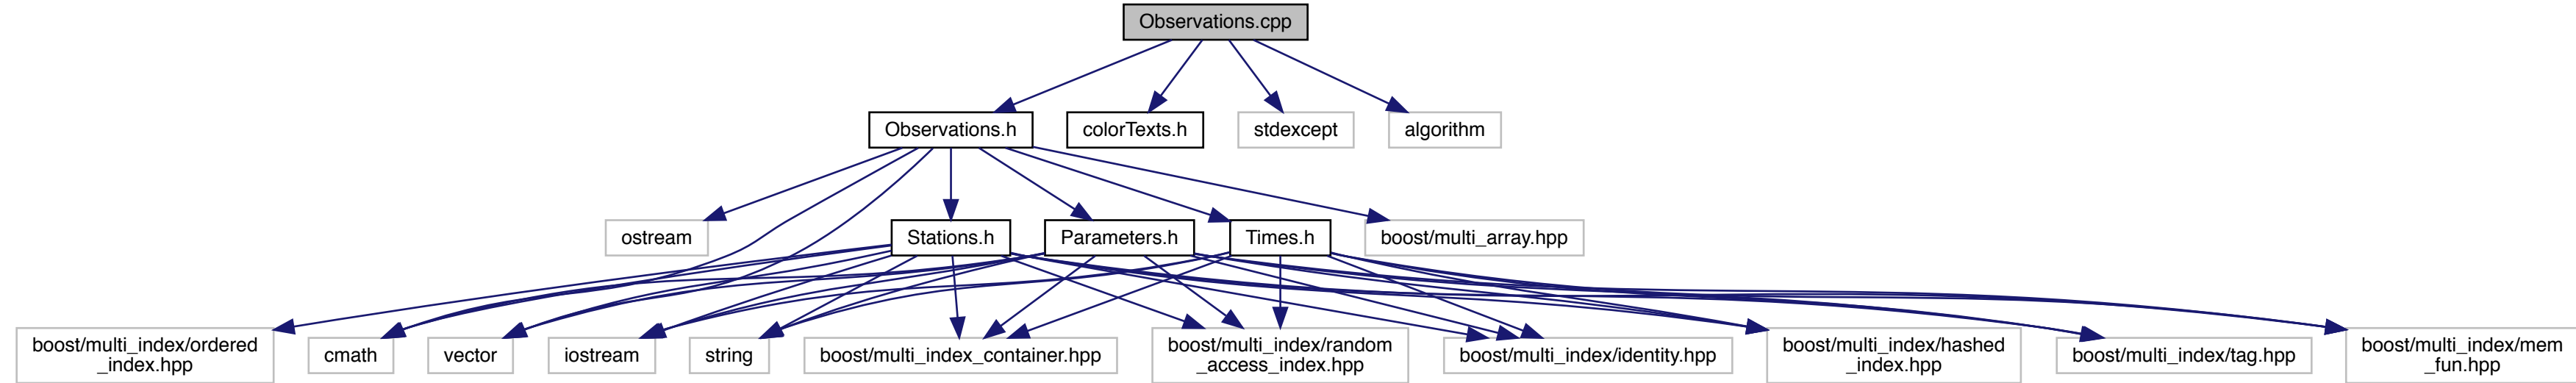 Observations.cpp
Observations.h
colorTexts.h
stdexcept
algorithm
ostream
Stations.h
Parameters.h
Times.h
boost/multi_array.hpp
boost/multi_index/ordered
_index.hpp
cmath
vector
iostream
string
boost/multi_index_container.hpp
boost/multi_index/random
_access_index.hpp
boost/multi_index/identity.hpp
boost/multi_index/hashed
_index.hpp
boost/multi_index/tag.hpp
boost/multi_index/mem
_fun.hpp